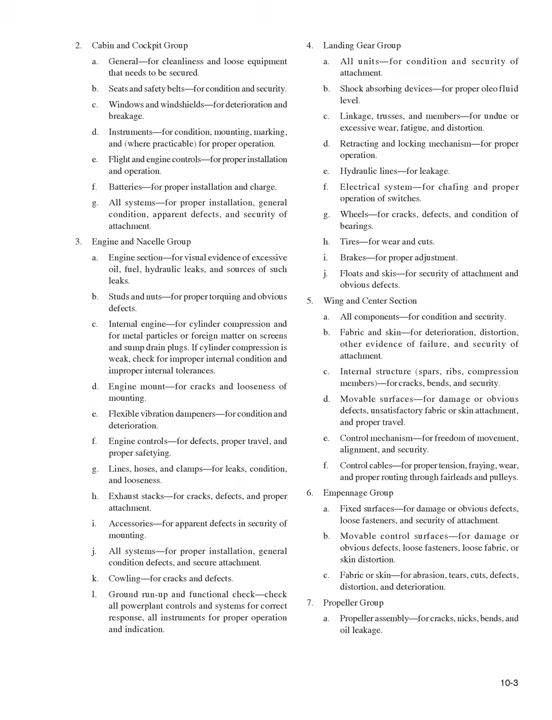 2. Cabin and Cockpit Group
a. General—for cleanliness and loose equipment
that needs to be secured.
b. Seats and safety belts—for condition and security.
c. Windows and windshields—for deterioration and
breakage.
d. Instruments—for condition, mounting, marking,
and (where practicable) for proper operation.
e. Flight and engine controls—for proper installation
and operation.
f. Batteries—for proper installation and charge.
g. All systems—for proper installation, general
condition, apparent defects, and security of
attachment.
3. Engine and Nacelle Group
a. Engine section—for visual evidence of excessive
oil, fuel, hydraulic leaks, and sources of such
leaks.
b. Studs and nuts—for proper torquing and obvious
defects.
c. Internal engine—for cylinder compression and
for metal particles or foreign matter on screens
and sump drain plugs. If cylinder compression is
weak, check for improper internal condition and
improper internal tolerances.
d. Engine mount—for cracks and looseness of
mounting.
e. Flexible vibration dampeners—for condition and
deterioration.
f. Engine controls—for defects, proper travel, and
proper safetying.
g. Lines, hoses, and clamps—for leaks, condition,
and looseness.
h. Exhaust stacks—for cracks, defects, and proper
attachment.
i. Accessories—for apparent defects in security of
mounting.
j. All systems—for proper installation, general
condition defects, and secure attachment.
k. Cowling—for cracks and defects.
l. Ground run-up and functional check—check
all powerplant controls and systems for correct
response, all instruments for proper operation
and indication.
4. Landing Gear Group
a. All units—for condition and security of
attachment.
b. Shock absorbing devices—for proper oleo fluid
level.
c. Linkage, trusses, and members—for undue or
excessive wear, fatigue, and distortion.
d. Retracting and locking mechanism—for proper
operation.
e. Hydraulic lines—for leakage.
f. Electrical system—for chafing and proper
operation of switches.
g. Wheels—for cracks, defects, and condition of
bearings.
h. Tires—for wear and cuts.
i. Brakes—for proper adjustment.
j. Floats and skis—for security of attachment and
obvious defects.
5. Wing and Center Section
a. All components—for condition and security.
b. Fabric and skin—for deterioration, distortion,
other evidence of failure, and security of
attachment.
c. Internal structure (spars, ribs, compression
members)—for cracks, bends, and security.
d. Movable surfaces—for damage or obvious
defects, unsatisfactory fabric or skin attachment,
and proper travel.
e. Control mechanism—for freedom of movement,
alignment, and security.
f. Control cables—for proper tension, fraying, wear,
and proper routing through fairleads and pulleys.
6. Empennage Group
a. Fixed surfaces—for damage or obvious defects,
loose fasteners, and security of attachment.
b. Movable control surfaces—for damage or
obvious defects, loose fasteners, loose fabric, or
skin distortion.
c. Fabric or skin—for abrasion, tears, cuts, defects,
distortion, and deterioration.
7. Propeller Group
a. Propeller assembly—for cracks, nicks, bends, and
oil leakage.
10-3